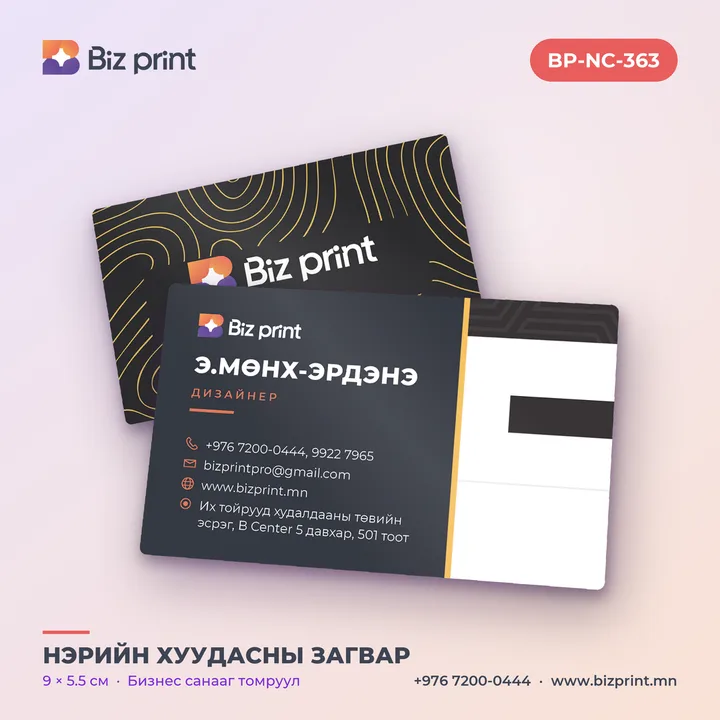 Biz print
BP-NC-363
Biz print
Biz print
Э.МӨНХ-ЭРДЭНЭ
ДИЗАЙНЕР
+976 7200-0444, 9922 7965
bizprintpro@gmail.com
www.bizprint.mn
Их тойрууд худалдааны төвийн
эсрэг, B Center 5 давхар, 501 тоот
НЭРИЙН ХУУДАСНЫ ЗАГВАР
9 × 5.5 см · Бизнес санааг томруул
+976 7200-0444 · www.bizprint.mn